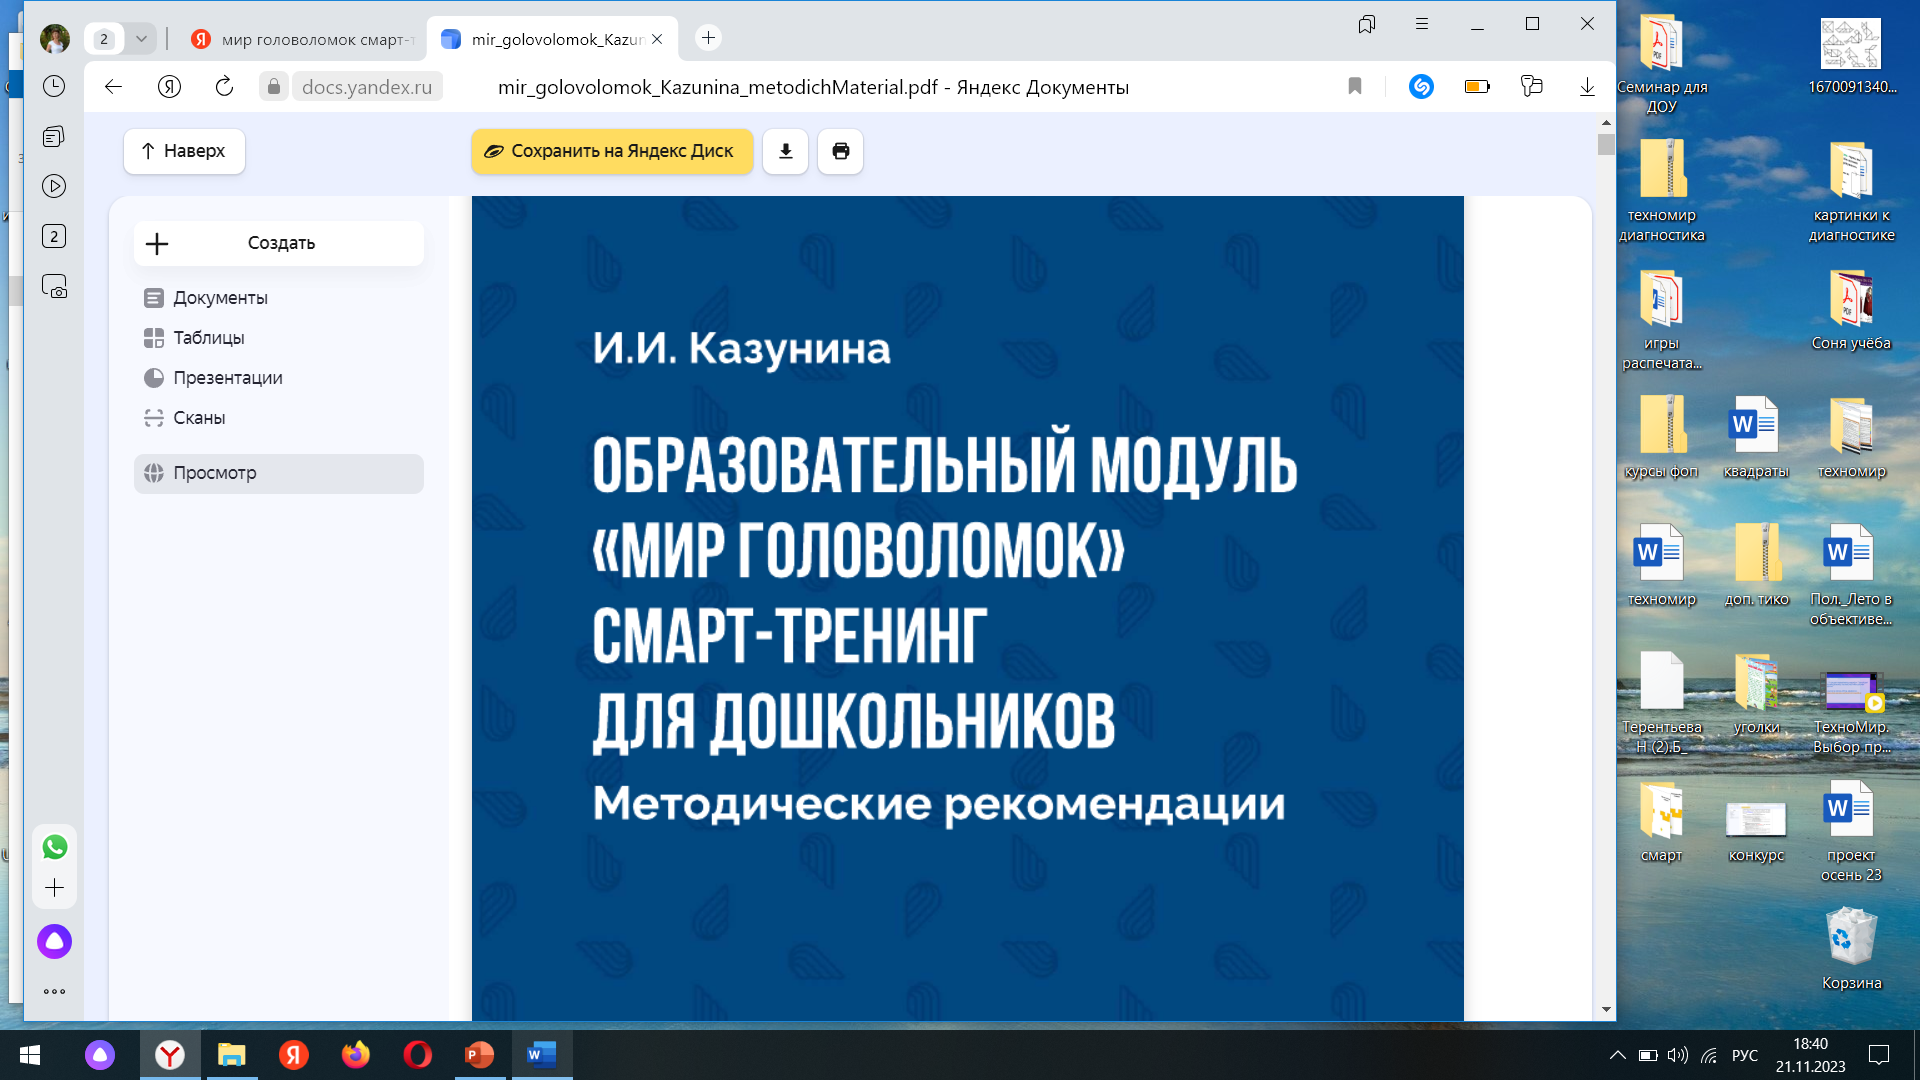 2
мир головоломок смарт-т
mir_golovolomok_Kazun
docs.yandex.ru
mir_golovolomok_Kazunina_metodichMaterial.pdf - Яндекс Документы
Наверх
Сохранить на Яндекс Диск
Создать
Документы
Таблицы
Презентации
Сканы
Просмотр
2
И.И. Казунина
ОБРАЗОВАТЕЛЬНЫЙ МОДУЛЬ
«МИР ГОЛОВОЛОМОК»
СМАРТ-ТРЕНИНГ
ДЛЯ ДОШКОЛЬНИКОВ
Методические рекомендации
Семинар для
ДОУ
1670091340...
техномир
диагностика
картинки к
диагностике
игры
распечата...
Соня учёба
курсы фоп
квадраты
техномир
техномир
доп. тико
Пол._Лето в
объективе...
Терентьева
Н (2).Б_
уголки
ТехноМир.
Выбор пр...
смарт
конкурс
проект
осень 23
Корзина
РУС
18:40
21.11.2023